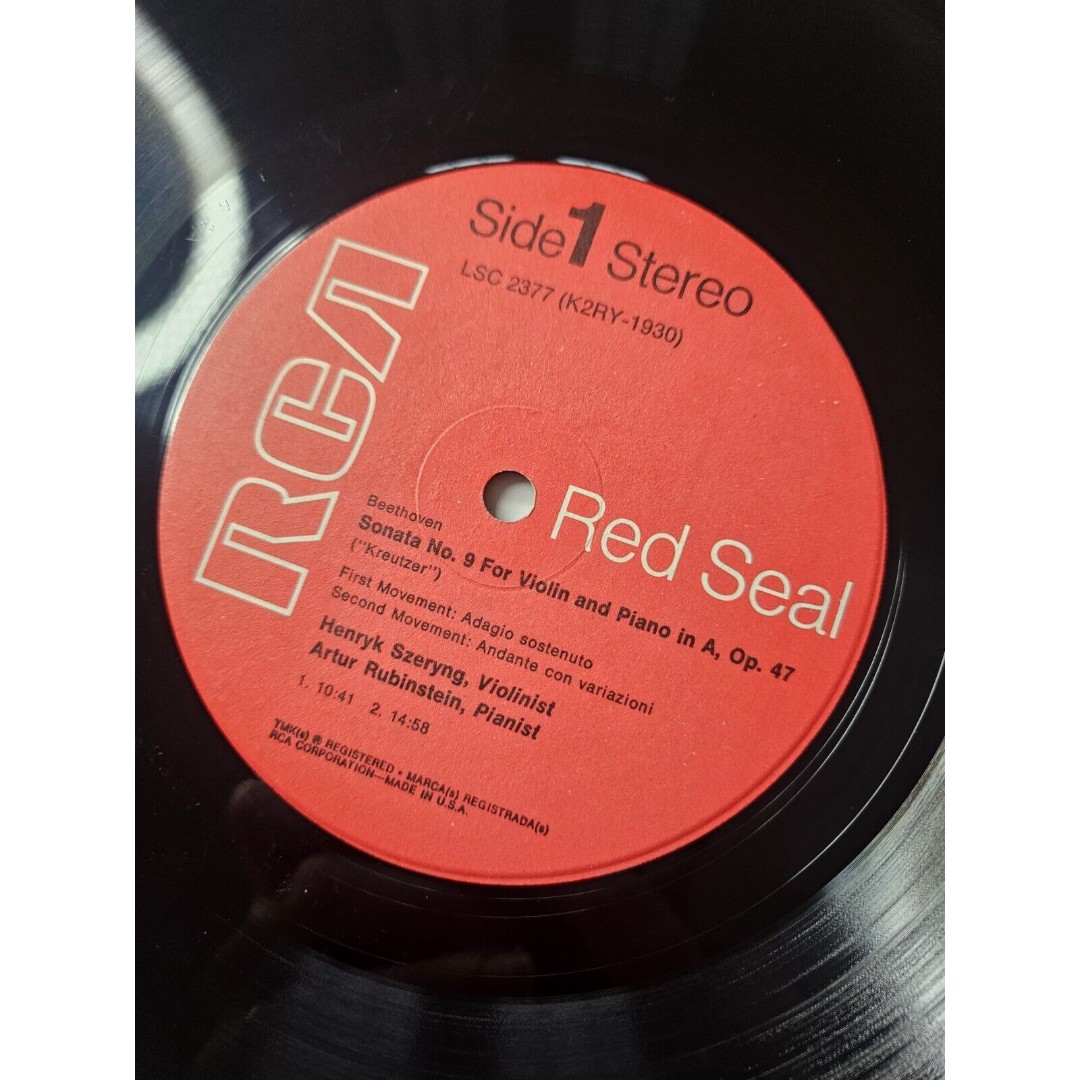 Side 1 Stereo
LSC 2377 (K2RY-1930)
RCA
Red Seal
Beethoven
Sonata No. 9 For Violin and Piano in A, Op. 47
("Kreutzer")
First Movement: Adagio sostenuto
Second Movement: Andante con variazioni
Henryk Szeryng, Violinist
Artur Rubinstein, Pianist
1. 10:41 2. 14:58
TMK(s) ® REGISTERED • MARCA(s) REGISTRADA(s)
RCA CORPORATION—MADE IN U.S.A.